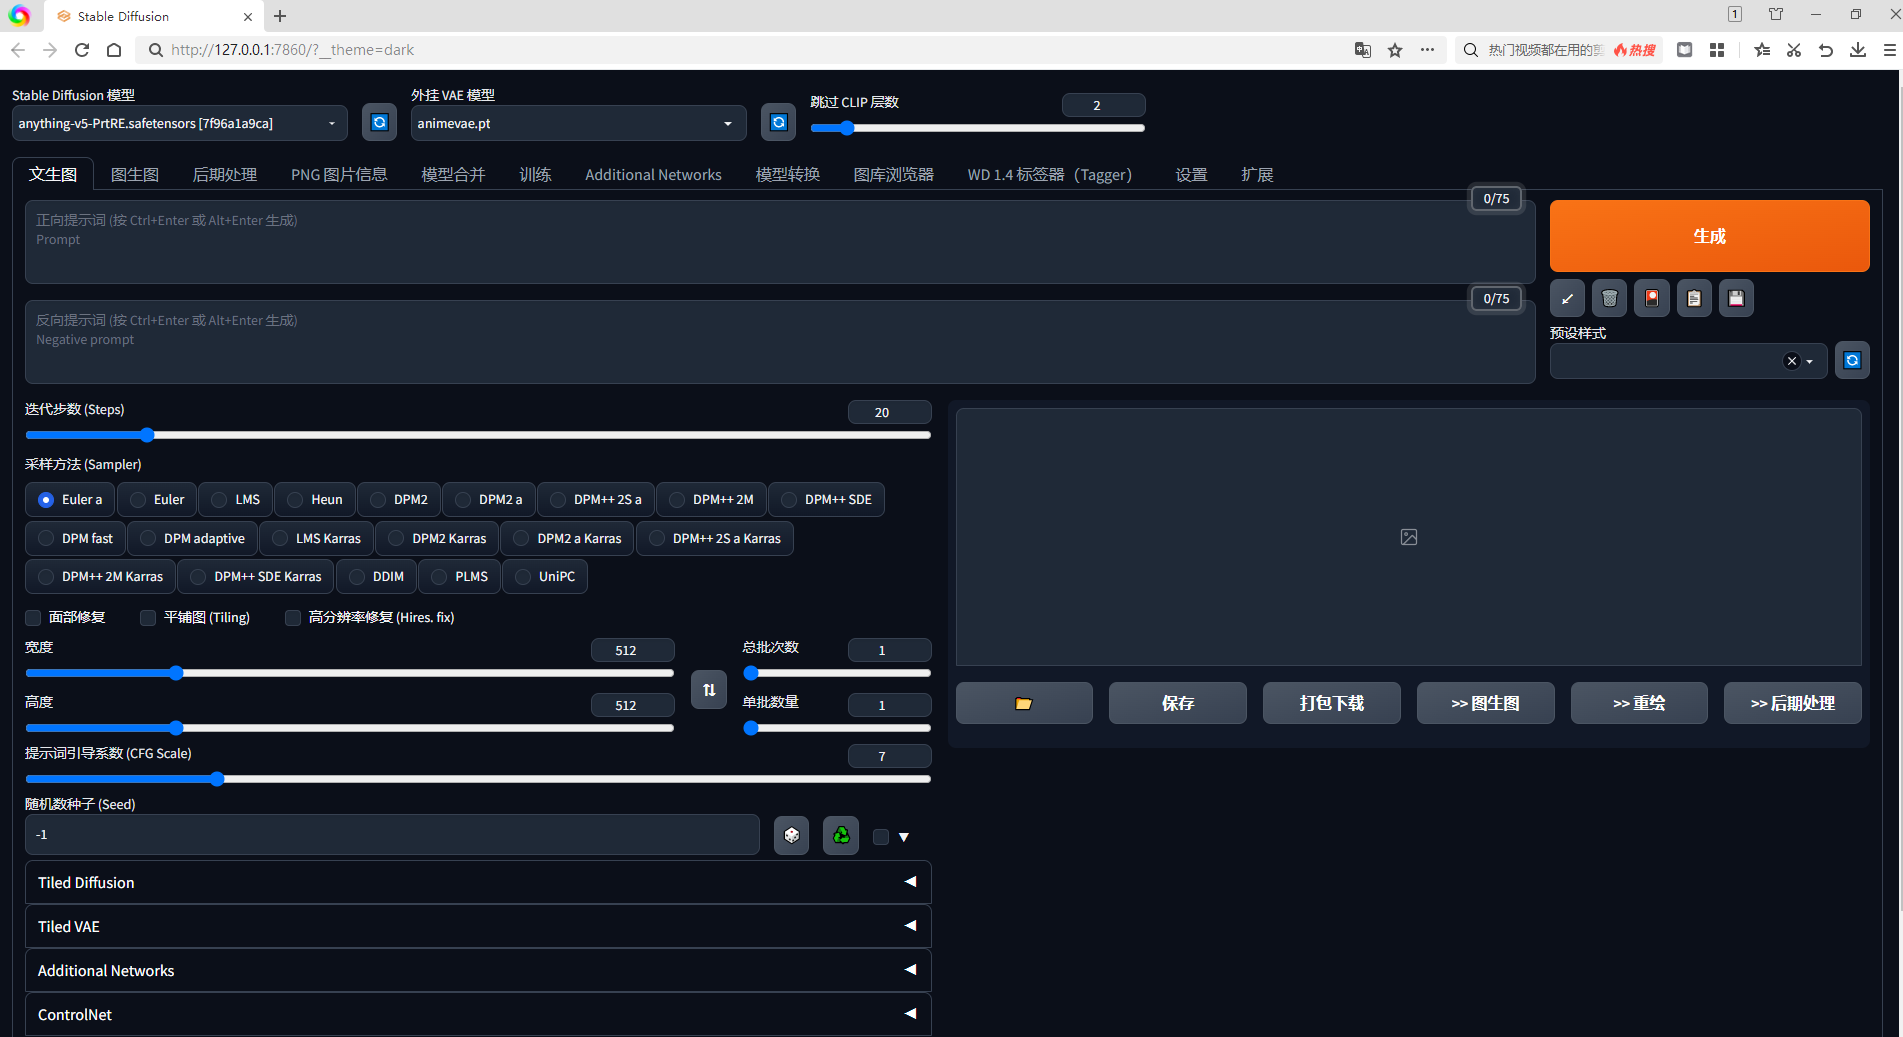 Stable Diffusion
1
http://127.0.0.1:7860/?__theme=dark
热门视频都在用的剪
热搜
Stable Diffusion 模型
外挂 VAE 模型
跳过 CLIP 层数
2
anything-v5-PrtRE.safetensors [7f96a1a9ca]
animevae.pt
文生图
图生图
后期处理
PNG 图片信息
模型合并
训练
Additional Networks
模型转换
图库浏览器
WD 1.4 标签器（Tagger）
设置
扩展
正向提示词 (按 Ctrl+Enter 或 Alt+Enter 生成)
Prompt
0/75
生成
反向提示词 (按 Ctrl+Enter 或 Alt+Enter 生成)
Negative prompt
0/75
预设样式
迭代步数 (Steps)
20
采样方法 (Sampler)
Euler a
Euler
LMS
Heun
DPM2
DPM2 a
DPM++ 2S a
DPM++ 2M
DPM++ SDE
DPM fast
DPM adaptive
LMS Karras
DPM2 Karras
DPM2 a Karras
DPM++ 2S a Karras
DPM++ 2M Karras
DPM++ SDE Karras
DDIM
PLMS
UniPC
面部修复
平铺图 (Tiling)
高分辨率修复 (Hires. fix)
宽度
512
总批次数
1
高度
512
单批数量
1
提示词引导系数 (CFG Scale)
7
随机数种子 (Seed)
-1
保存
打包下载
>> 图生图
>> 重绘
>> 后期处理
Tiled Diffusion
Tiled VAE
Additional Networks
ControlNet